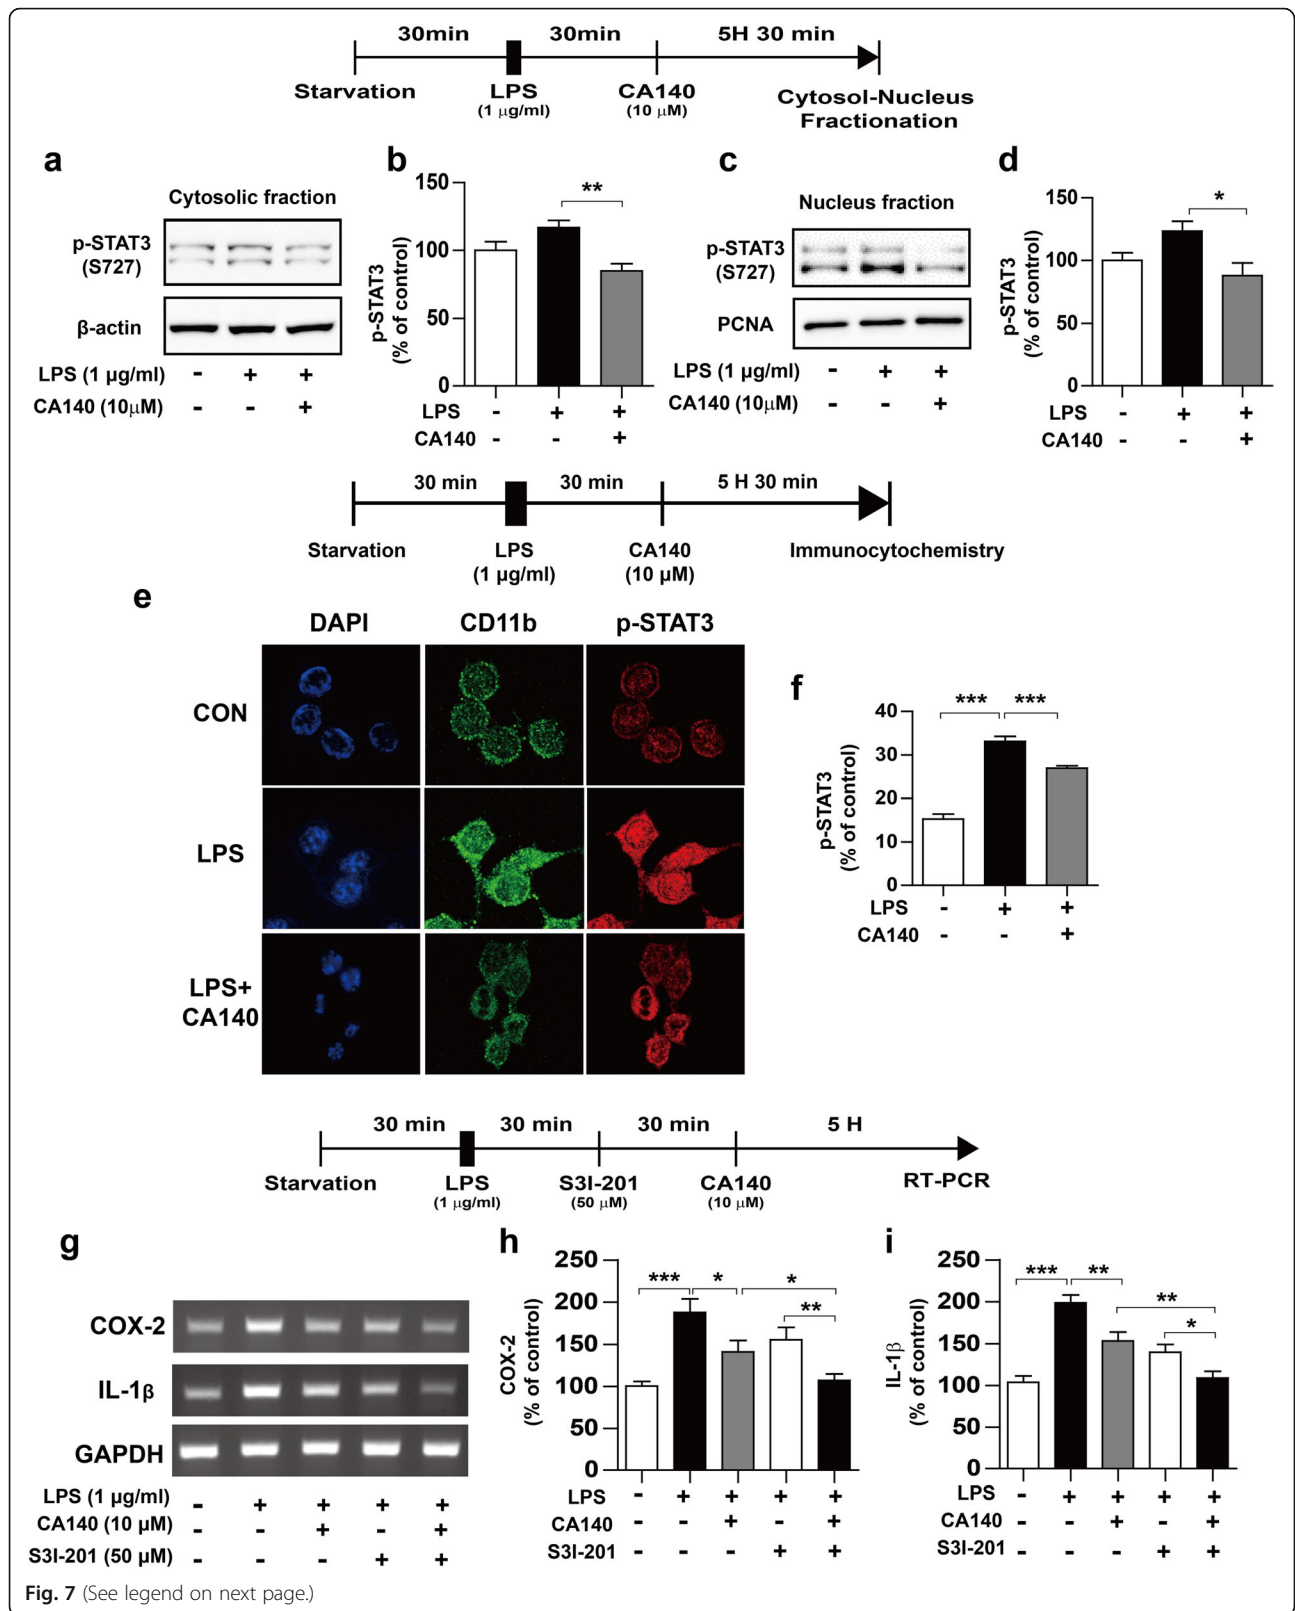 30min 30min 5H 30 min
Starvation LPS CA140 Cytosol-Nucleus
(1 μg/ml) (10 μM) Fractionation
a
Cytosolic fraction
p-STAT3
(S727)
β-actin
LPS (1 μg/ml) - + +
CA140 (10μM) - - +
b
p-STAT3
(% of control)
150
100
50
0
**
LPS - + +
CA140 - - +
c
Nucleus fraction
p-STAT3
(S727)
PCNA
LPS (1 μg/ml) - + +
CA140 (10μM) - - +
d
p-STAT3
(% of control)
150
100
50
0
*
LPS - + +
CA140 - - +
30 min 30 min 5 H 30 min
Starvation LPS CA140 Immunocytochemistry
(1 μg/ml) (10 μM)
e
DAPI CD11b p-STAT3
CON
LPS
LPS+
CA140
f
p-STAT3
(% of control)
40
30
20
10
0
*** ***
LPS - + +
CA140 - - +
30 min 30 min 30 min 5 H
Starvation LPS S3I-201 CA140 RT-PCR
(1 μg/ml) (50 μM) (10 μM)
g
COX-2
IL-1β
GAPDH
LPS (1 μg/ml) - + + + +
CA140 (10 μM) - - + - +
S3I-201 (50 μM) - - - + +
h
COX-2
(% of control)
250
200
150
100
50
0
*** * *
**
LPS - + + + +
CA140 - - + - +
S3I-201 - - - + +
i
IL-1β
(% of control)
250
200
150
100
50
0
*** **
**
*
LPS - + + + +
CA140 - - + - +
S3I-201 - - - + +
Fig. 7 (See legend on next page.)